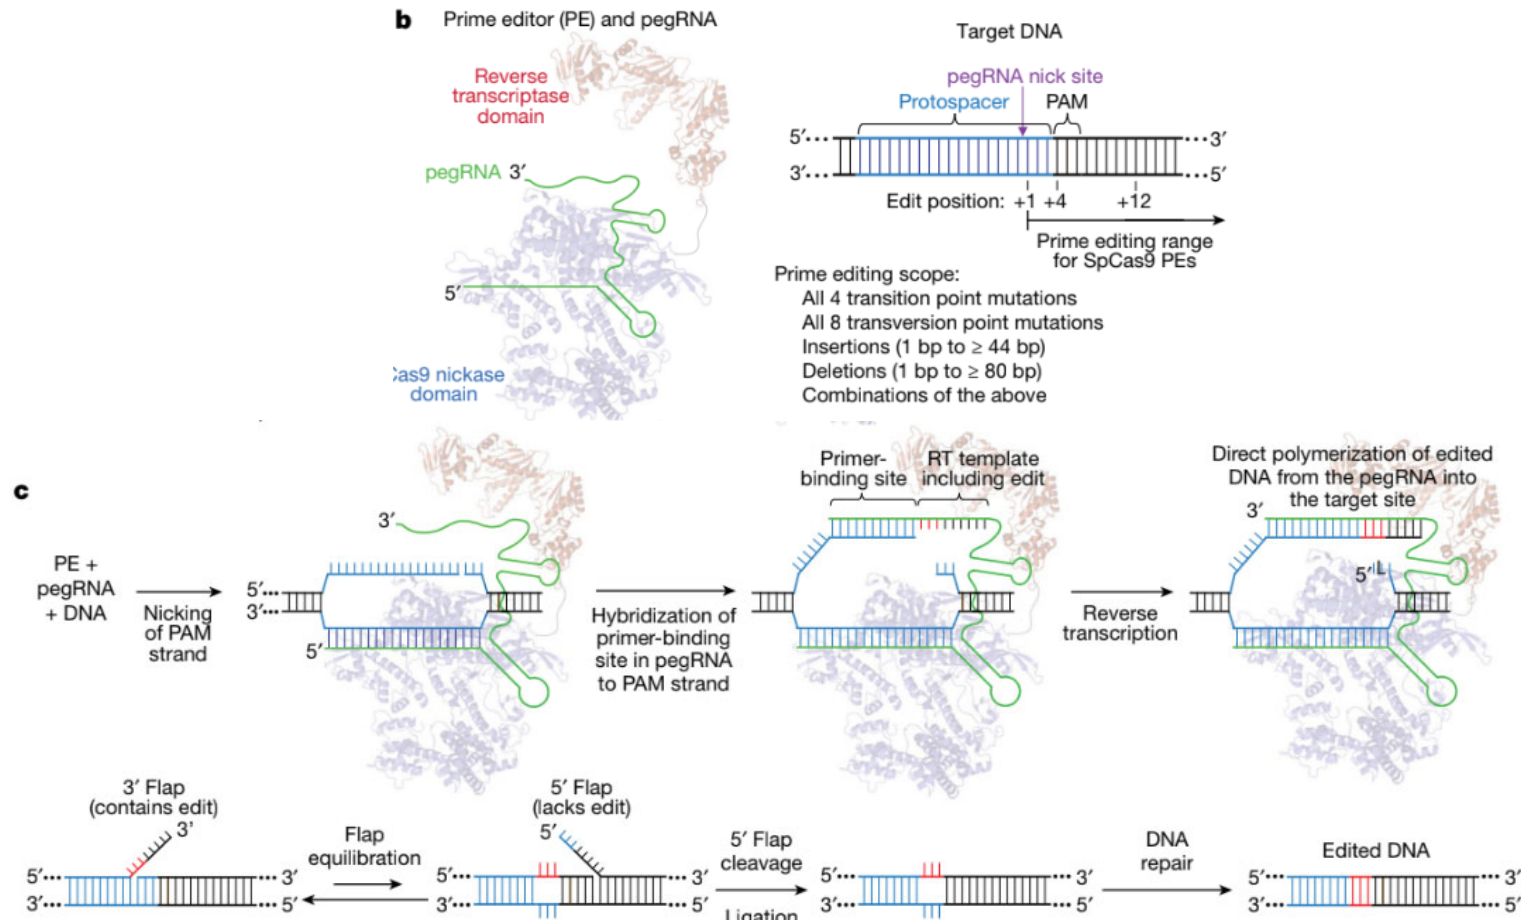 b
Prime editor (PE) and pegRNA
Reverse
transcriptase
domain
pegRNA 3′
5′
Cas9 nickase
domain
Target DNA
pegRNA nick site
Protospacer PAM
5′ 3′
3′ 5′
Edit position: +1 +4 +12
Prime editing range
for SpCas9 PEs
Prime editing scope:
All 4 transition point mutations
All 8 transversion point mutations
Insertions (1 bp to ≥ 44 bp)
Deletions (1 bp to ≥ 80 bp)
Combinations of the above
c
PE +
pegRNA
+ DNA
Nicking
of PAM
strand
3′
5′
3′
5′
Hybridization of
primer-binding
site in pegRNA
to PAM strand
Primer-
binding site
RT template
including edit
Reverse
transcription
Direct polymerization of edited
DNA from the pegRNA into
the target site
3′
5′
3′ Flap
(contains edit)
3′
5′ 3′
3′ 5′
Flap
equilibration
5′ Flap
(lacks edit)
5′
5′ 3′
3′ 5′
5′ Flap
cleavage
Ligation
5′ 3′
3′ 5′
DNA
repair
Edited DNA
5′ 3′
3′ 5′